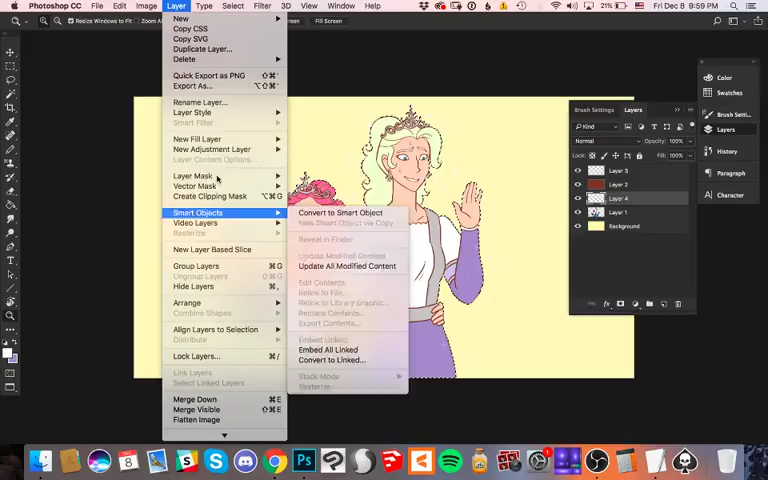 Photoshop CC File Edit Image Layer Type Select Filter 3D View Window Help 21% Fri Dec 8 9:59 PM
Resize Windows to Fit Fill Screen
New
Copy CSS
Copy SVG
Duplicate Layer...
Delete
Quick Export as PNG ⇧⌘'
Export As... ⌥⇧⌘'
Rename Layer...
Layer Style
Smart Filter
New Fill Layer
New Adjustment Layer
Layer Content Options...
Layer Mask
Vector Mask
Create Clipping Mask ⌥⌘G
Smart Objects
Video Layers
Rasterize
New Layer Based Slice
Group Layers ⌘G
Ungroup Layers ⇧⌘G
Hide Layers ⌘,
Arrange
Combine Shapes
Align Layers to Selection
Distribute
Lock Layers... ⌘/
Link Layers
Select Linked Layers
Merge Down ⌘E
Merge Visible ⇧⌘E
Flatten Image
Convert to Smart Object
New Smart Object via Copy
Reveal in Finder
Update Modified Content
Update All Modified Content
Edit Contents
Relink to File...
Relink to Library Graphic...
Replace Contents...
Export Contents...
Embed Linked
Embed All Linked
Convert to Linked...
Stack Mode
Rasterize
Brush Settings Layers
Kind
Normal Opacity: 100%
Lock: Fill: 100%
Layer 3
Layer 2
Layer 4
Layer 1
Background
Color
Swatches
Brush Setti...
Layers
History
Paragraph
Character
8
Ps